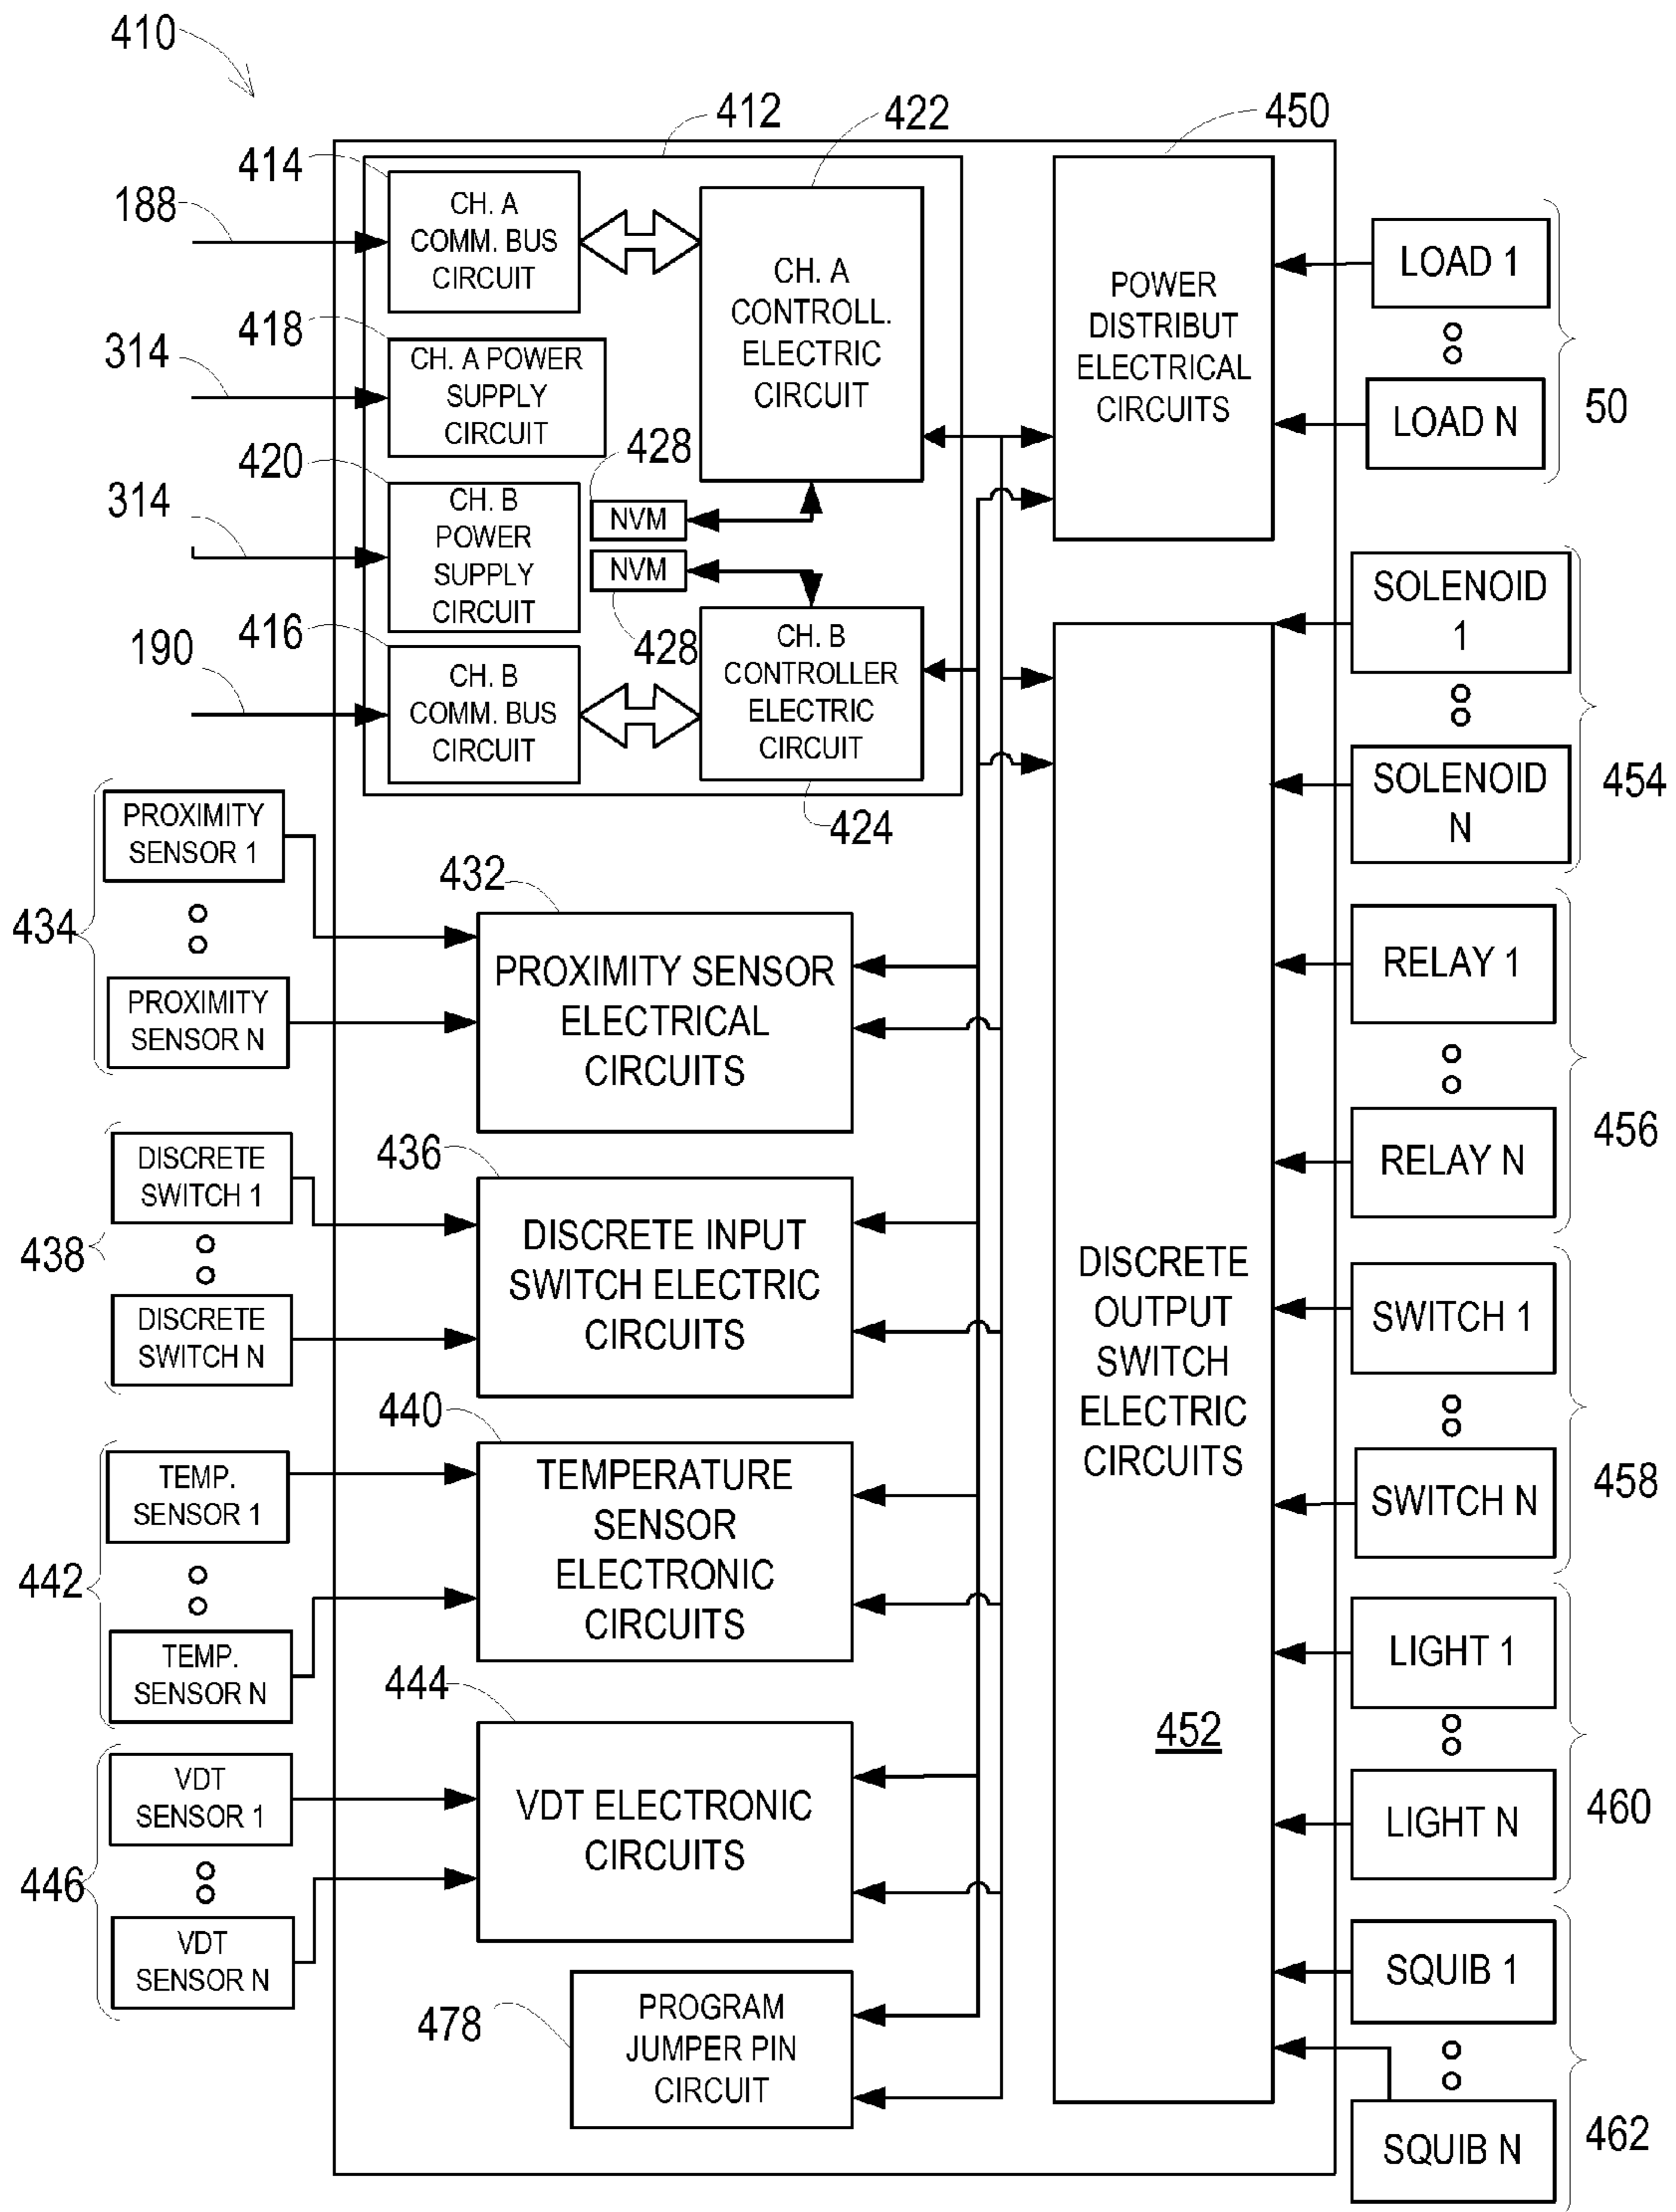 410
412
422
450
414
188
CH. A
COMM. BUS
CIRCUIT
CH. A
CONTROLL.
ELECTRIC
CIRCUIT
POWER
DISTRIBUT
ELECTRICAL
CIRCUITS
LOAD 1
LOAD N
50
418
314
CH. A POWER
SUPPLY
CIRCUIT
420
314
CH. B
POWER
SUPPLY
CIRCUIT
428
NVM
NVM
428
416
190
CH. B
COMM. BUS
CIRCUIT
CH. B
CONTROLLER
ELECTRIC
CIRCUIT
424
SOLENOID
1
SOLENOID
N
454
PROXIMITY
SENSOR 1
434
PROXIMITY
SENSOR N
432
PROXIMITY SENSOR
ELECTRICAL
CIRCUITS
RELAY 1
RELAY N
456
DISCRETE
SWITCH 1
438
DISCRETE
SWITCH N
436
DISCRETE INPUT
SWITCH ELECTRIC
CIRCUITS
DISCRETE
OUTPUT
SWITCH
ELECTRIC
CIRCUITS
452
SWITCH 1
SWITCH N
458
440
TEMP.
SENSOR 1
442
TEMP.
SENSOR N
TEMPERATURE
SENSOR
ELECTRONIC
CIRCUITS
LIGHT 1
LIGHT N
460
444
VDT
SENSOR 1
446
VDT
SENSOR N
VDT ELECTRONIC
CIRCUITS
478
PROGRAM
JUMPER PIN
CIRCUIT
SQUIB 1
SQUIB N
462